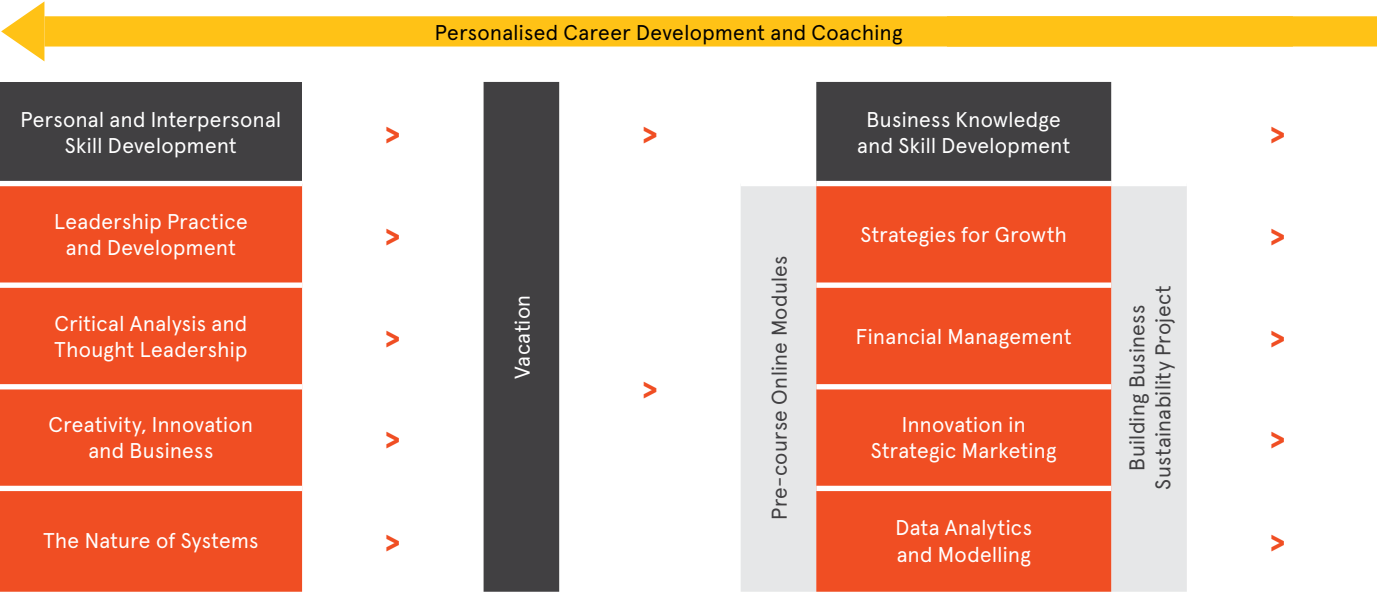 Personalised Career Development and Coaching
Personal and Interpersonal
Skill Development
>
>
Business Knowledge
and Skill Development
>
Leadership Practice
and Development
>
Critical Analysis and
Thought Leadership
>
Creativity, Innovation
and Business
>
The Nature of Systems
>
Vacation
>
Pre-course Online Modules
Strategies for Growth
>
Financial Management
>
Innovation in
Strategic Marketing
>
Data Analytics
and Modelling
>
Building Business
Sustainability Project